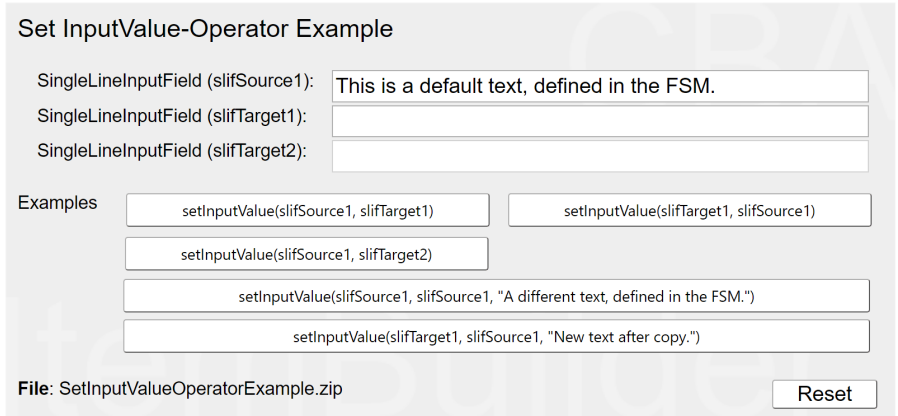 Set InputValue-Operator Example
SingleLineInputField (slifSource1): This is a default text, defined in the FSM.
SingleLineInputField (slifTarget1):
SingleLineInputField (slifTarget2):
Examples setInputValue(slifSource1, slifTarget1) setInputValue(slifTarget1, slifSource1)
setInputValue(slifSource1, slifTarget2)
setInputValue(slifSource1, slifSource1, "A different text, defined in the FSM.")
setInputValue(slifTarget1, slifSource1, "New text after copy.")
File: SetInputValueOperatorExample.zip
Reset
CBA
ItemBuilder